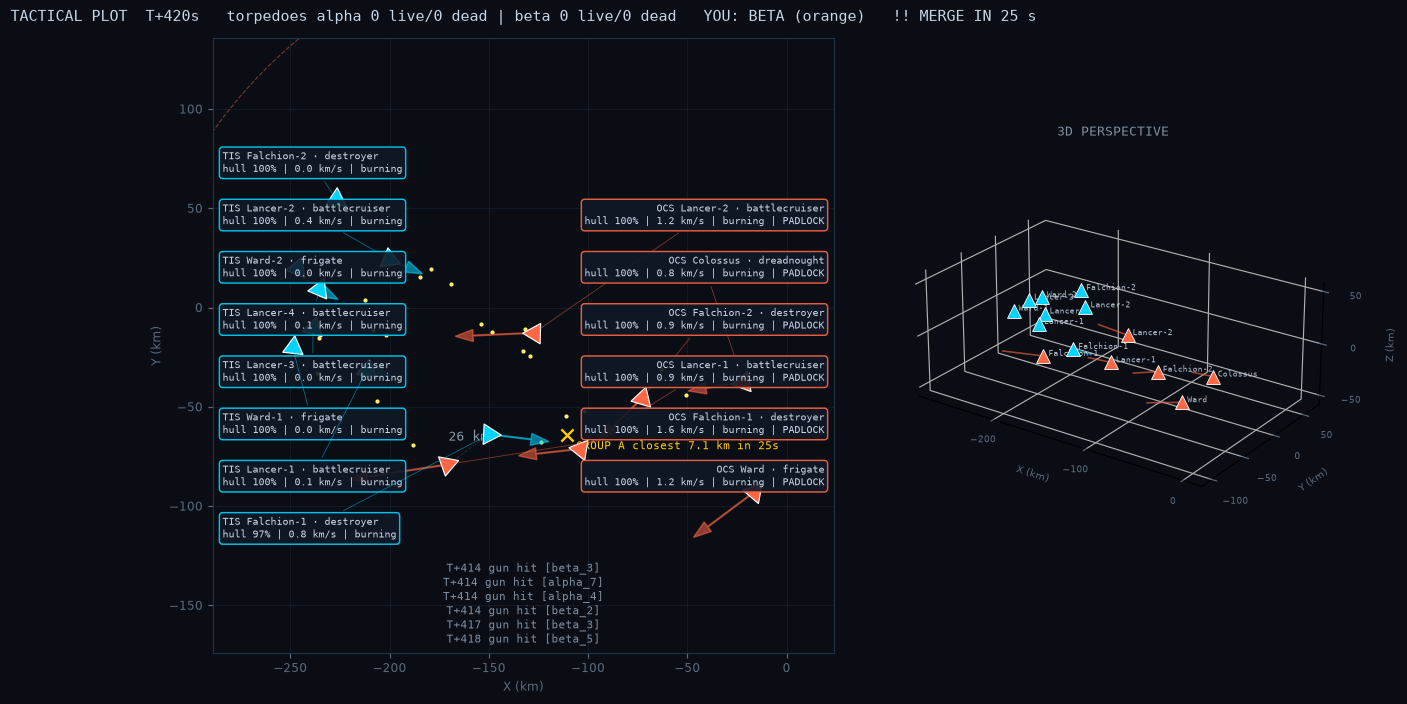 TACTICAL PLOT  T+420s   torpedoes alpha 0 live/0 dead | beta 0 live/0 dead   YOU: BETA (orange)   !! MERGE IN 25 s
3D PERSPECTIVE
TIS Falchion-2 · destroyer
hull 100% | 0.0 km/s | burning
TIS Lancer-2 · battlecruiser
hull 100% | 0.4 km/s | burning
TIS Ward-2 · frigate
hull 100% | 0.0 km/s | burning
TIS Lancer-4 · battlecruiser
hull 100% | 0.1 km/s | burning
TIS Lancer-3 · battlecruiser
hull 100% | 0.0 km/s | burning
TIS Ward-1 · frigate
hull 100% | 0.0 km/s | burning
TIS Lancer-1 · battlecruiser
hull 100% | 0.1 km/s | burning
TIS Falchion-1 · destroyer
hull 97% | 0.8 km/s | burning
OCS Lancer-2 · battlecruiser
hull 100% | 1.2 km/s | burning | PADLOCK
OCS Colossus · dreadnought
hull 100% | 0.8 km/s | burning | PADLOCK
OCS Falchion-2 · destroyer
hull 100% | 0.9 km/s | burning | PADLOCK
OCS Lancer-1 · battlecruiser
hull 100% | 0.9 km/s | burning | PADLOCK
OCS Falchion-1 · destroyer
hull 100% | 1.6 km/s | burning | PADLOCK
OCS Ward · frigate
hull 100% | 1.2 km/s | burning | PADLOCK
26
A closest 7.1 km in 25s
T+414 gun hit [beta_3]
T+414 gun hit [alpha_7]
T+414 gun hit [alpha_4]
T+414 gun hit [beta_2]
T+417 gun hit [beta_3]
T+418 gun hit [beta_5]
100
50
0
−50
−100
−150
Y (km)
−250
−200
−150
−100
−50
0
X (km)
Falchion-2
Lancer-2
Lancer-2
Falchion-1
Lancer-1
Falchion-2
Colossus
Ward
−200
−100
0
X (km)
−100
−50
0
50
Y (km)
50
0
−50
Z (km)